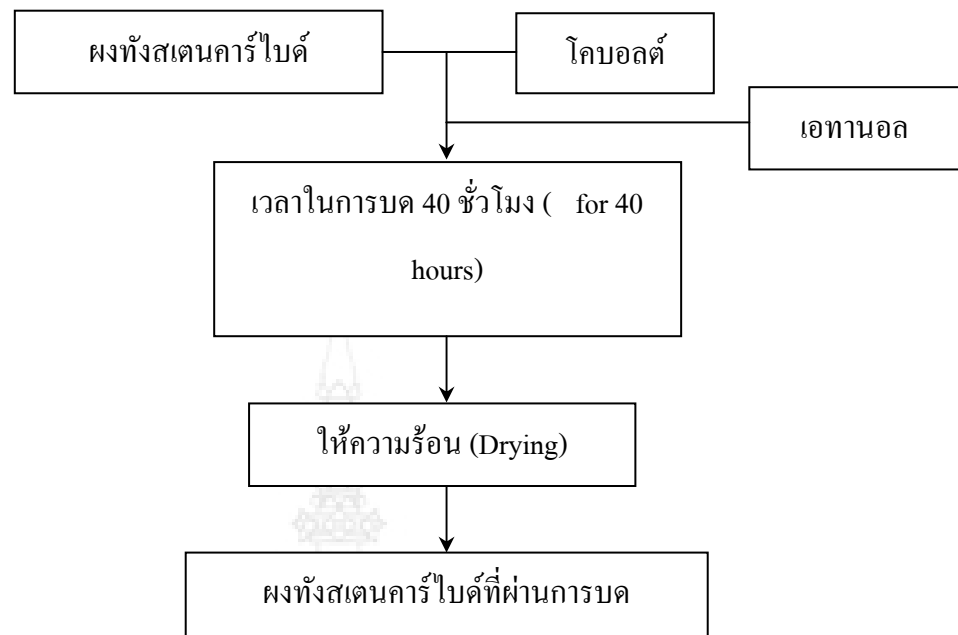 ผงทังสเตนคาร์ไบด์
โคบอลต์
เอทานอล
เวลาในการบด 40 ชั่วโมง ( for 40
hours)
ให้ความร้อน (Drying)
ผงทังสเตนคาร์ไบด์ที่ผ่านการบด